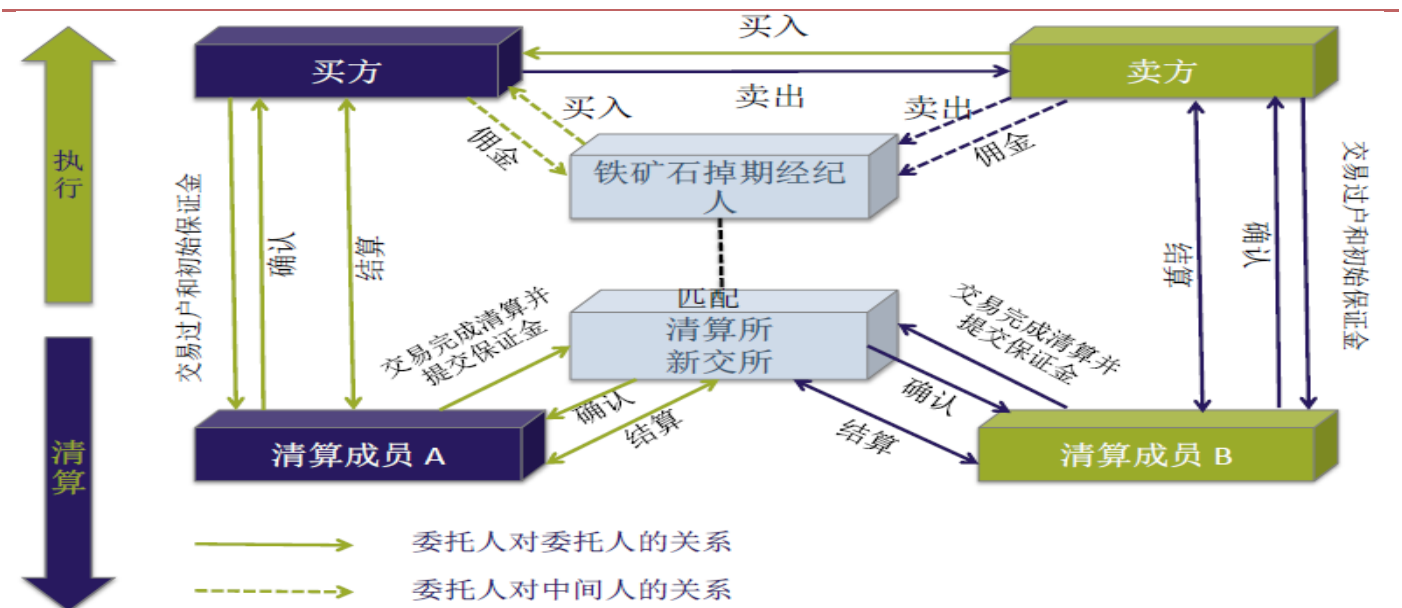 买入
买方
卖方
卖出
买入
卖出
佣金
佣金
执行
铁矿石掉期经纪
人
交易过户和初始保证金
确认
结算
结算
确认
交易过户和初始保证金
匹配
清算所
新交所
交易完成清算并
提交保证金
交易完成清算并
提交保证金
确认
结算
确认
结算
清算
清算成员 A
清算成员 B
委托人对委托人的关系
委托人对中间人的关系